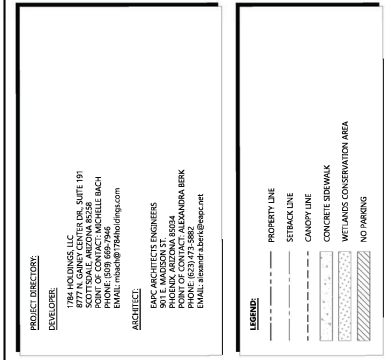 PROJECT DIRECTORY:
DEVELOPER:
1784 HOLDINGS, LLC
8777 N. GAINEY CENTER DR., SUITE 191
SCOTTSDALE, ARIZONA 85258
POINT OF CONTACT: MICHELLE BACH
PHONE: (509) 669-7946
EMAIL: mbach@1784holdings.com
ARCHITECT:
EAPC ARCHITECTS ENGINEERS
901 E. MADISON ST.
PHOENIX, ARIZONA 85034
POINT OF CONTACT: ALEXANDRA BERK
PHONE: (623) 473-5882
EMAIL: alexandra.berk@eapc.net
LEGEND:
PROPERTY LINE
SETBACK LINE
CANOPY LINE
CONCRETE SIDEWALK
WETLANDS CONSERVATION AREA
NO PARKING